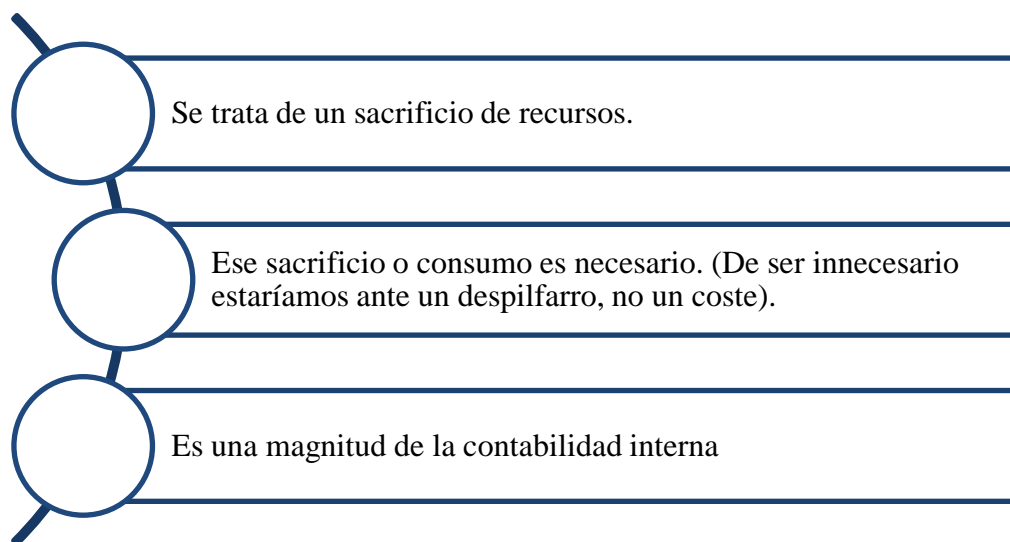 Se trata de un sacrificio de recursos.
Ese sacrificio o consumo es necesario. (De ser innecesario
estaríamos ante un despilfarro, no un coste).
Es una magnitud de la contabilidad interna